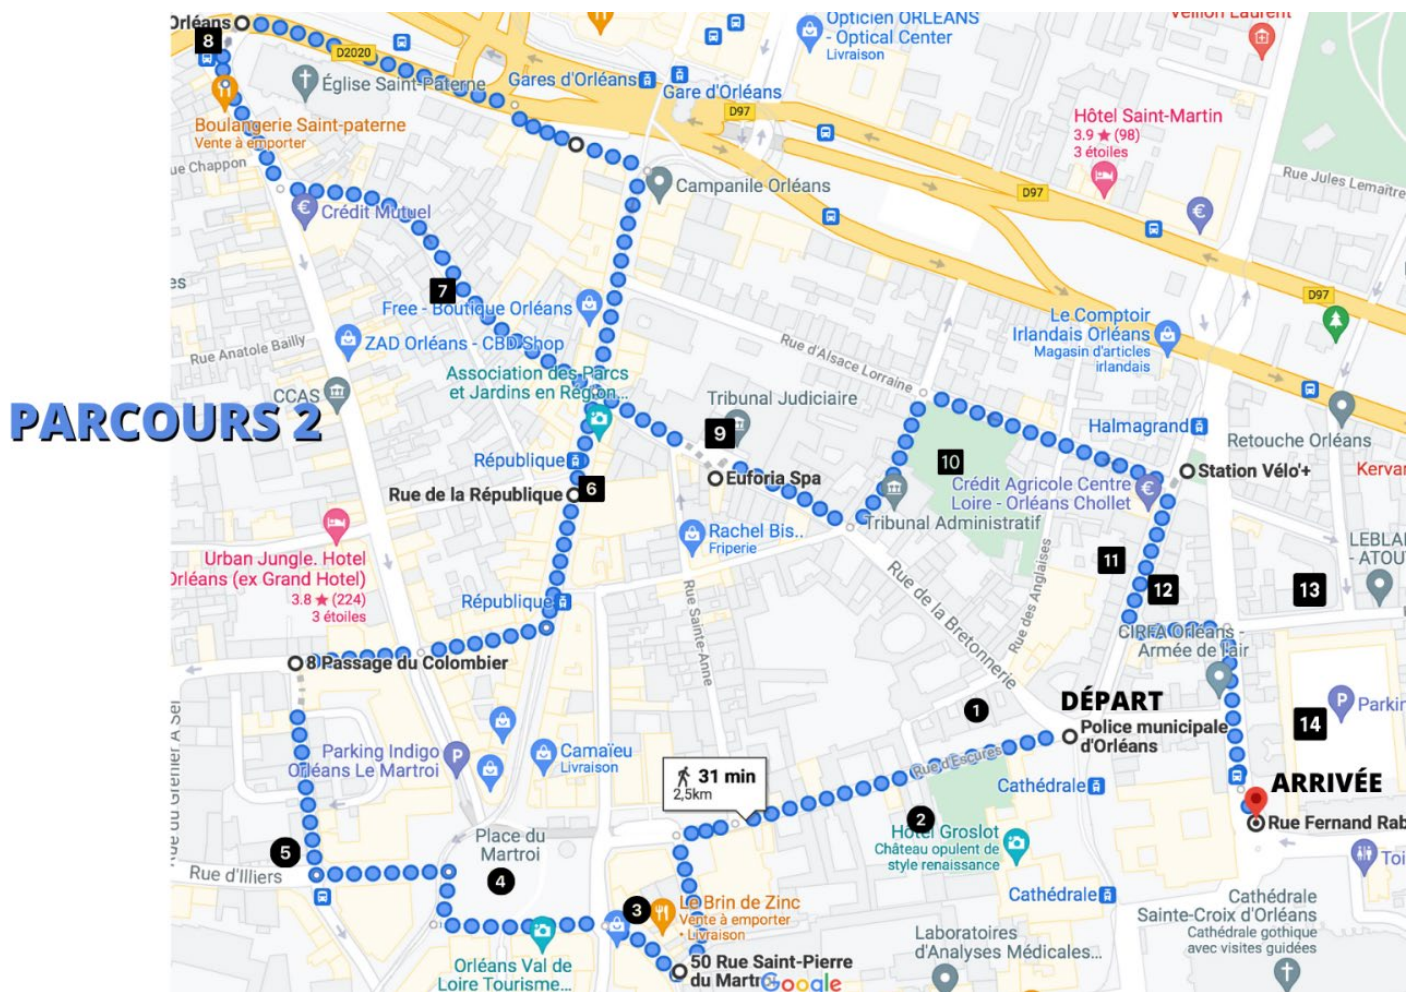 Orléans
8
D2020
Église Saint-Paterne
Gares d'Orléans
Gare d'Orléans
Opticien ORLEANS
- Optical Center
Livraison
Veillon Laurent
Boulangerie Saint-paterne
Vente à emporter
D97
Hôtel Saint-Martin
3.9 ★ (98)
3 étoiles
ue Chappon
Campanile Orléans
D97
Rue Jules Lemaitre
Crédit Mutuel
7
Free - Boutique Orléans
ZAD Orléans - CBD Shop
Rue Anatole Bailly
Association des Parcs
et Jardins en Région...
CCAS
Rue d'Alsace Lorraine
Le Comptoir
Irlandais Orléans
Magasin d'articles
irlandais
D97
PARCOURS 2
Tribunal Judiciaire
9
Halmagrand
Retouche Orléans
République
Euforia Spa
10
Station Vélo'+
Rue de la République
6
Crédit Agricole Centre
Loire - Orléans Chollet
Tribunal Administratif
Urban Jungle. Hotel
Orléans (ex Grand Hotel)
3.8 ★ (224)
3 étoiles
Rachel Bis..
Friperie
République
Rue Sainte-Anne
Rue de la Bretonnerie
Rue des Anglaises
11
12
13
CIRFA Orléans -
Armée de l'air
8 Passage du Colombier
1
DÉPART
Police municipale
d'Orléans
14
Parking Indigo
Orléans Le Martroi
Camaïeu
Livraison
31 min
2,5km
Rue d'Escures
Cathédrale
ARRIVÉE
Rue Fernand Rab
2
Hôtel Groslot
Château opulent de
style renaissance
Place du
Martroi
5
Rue d'Illiers
4
3
Le Brin de Zinc
Vente à emporter
• Livraison
Cathédrale
Cathédrale
Sainte-Croix d'Orléans
Cathédrale gothique
avec visites guidées
Laboratoires
d'Analyses Médicales...
Orléans Val de
Loire Tourisme...
50 Rue Saint-Pierre
du Martr
Google